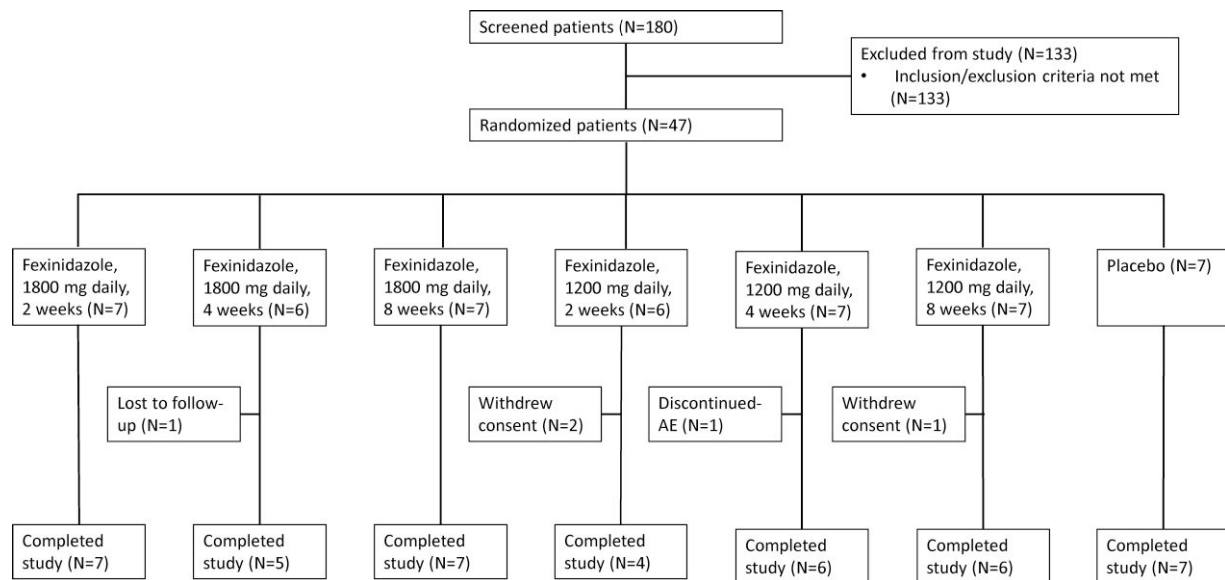 Screened patients (N=180)
Excluded from study (N=133)
• Inclusion/exclusion criteria not met
(N=133)
Randomized patients (N=47)
Fexinidazole,
1800 mg daily,
2 weeks (N=7)
Fexinidazole,
1800 mg daily,
4 weeks (N=6)
Fexinidazole,
1800 mg daily,
8 weeks (N=7)
Fexinidazole,
1200 mg daily,
2 weeks (N=6)
Fexinidazole,
1200 mg daily,
4 weeks (N=7)
Fexinidazole,
1200 mg daily,
8 weeks (N=7)
Placebo (N=7)
Lost to follow-
up (N=1)
Withdrew
consent (N=2)
Discontinued-
AE (N=1)
Withdrew
consent (N=1)
Completed
study (N=7)
Completed
study (N=5)
Completed
study (N=7)
Completed
study (N=4)
Completed
study (N=6)
Completed
study (N=6)
Completed
study (N=7)